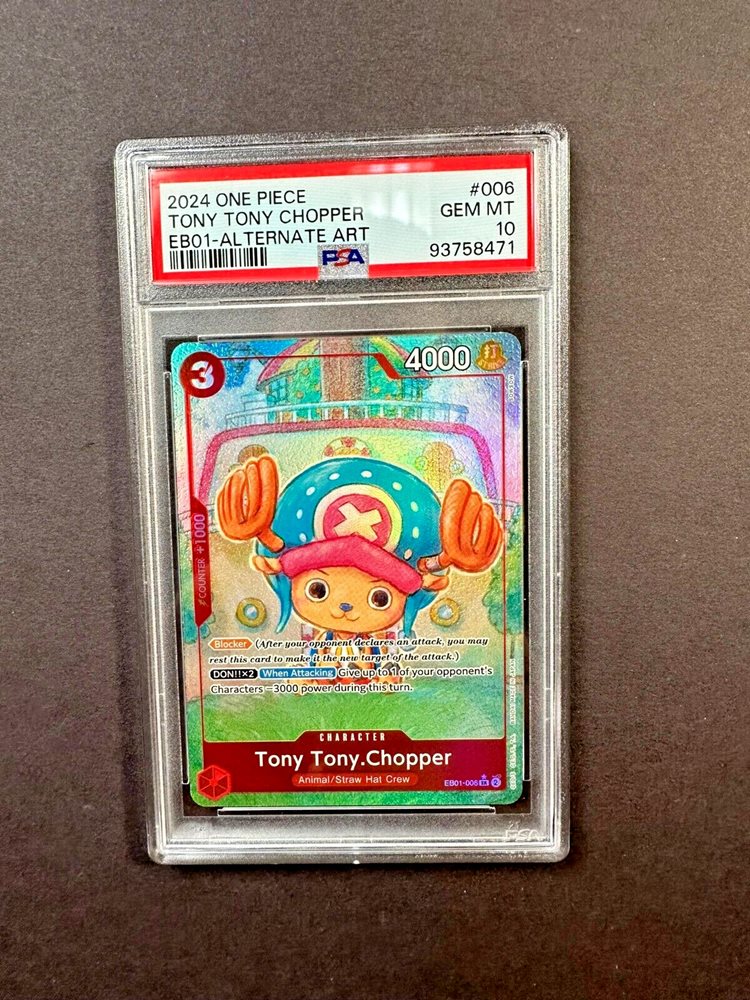 2024 ONE PIECE
#006
TONY TONY CHOPPER
GEM MT
EB01-ALTERNATE ART
10
PSA
93758471
3
4000
打
COUNTER +1000
Blocker (After your opponent declares an attack, you may
rest this card to make it the new target of the attack.)
DON!!×2 When Attacking Give up to 1 of your opponent's
Characters −3000 power during this turn.
CHARACTER
Tony Tony.Chopper
Animal/Straw Hat Crew
EB01-006 2
PSA